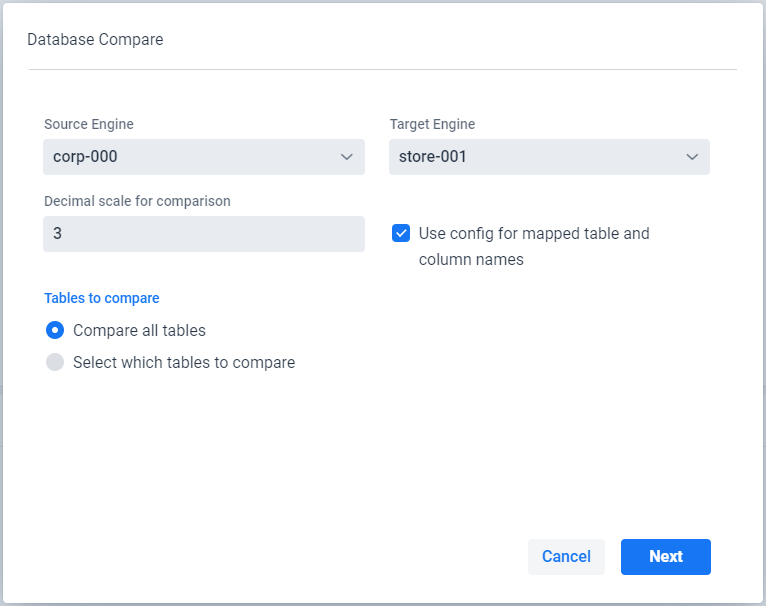 Database Compare
Source Engine
Target Engine
corp-000
store-001
Decimal scale for comparison
3
Use config for mapped table and
column names
Tables to compare
Compare all tables
Select which tables to compare
Cancel
Next